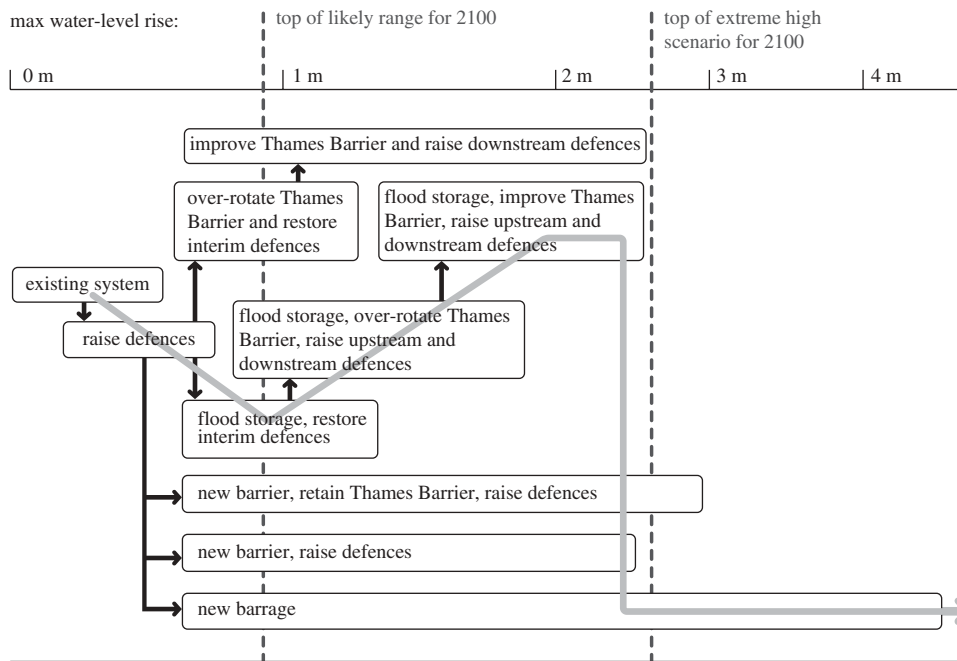 max water-level rise:
top of likely range for 2100
top of extreme high
scenario for 2100
0 m
1 m
2 m
3 m
4 m
improve Thames Barrier and raise downstream defences
over-rotate Thames
Barrier and restore
interim defences
flood storage, improve Thames
Barrier, raise upstream and
downstream defences
existing system
raise defences
flood storage, over-rotate Thames
Barrier, raise upstream and
downstream defences
flood storage, restore
interim defences
new barrier, retain Thames Barrier, raise defences
new barrier, raise defences
new barrage